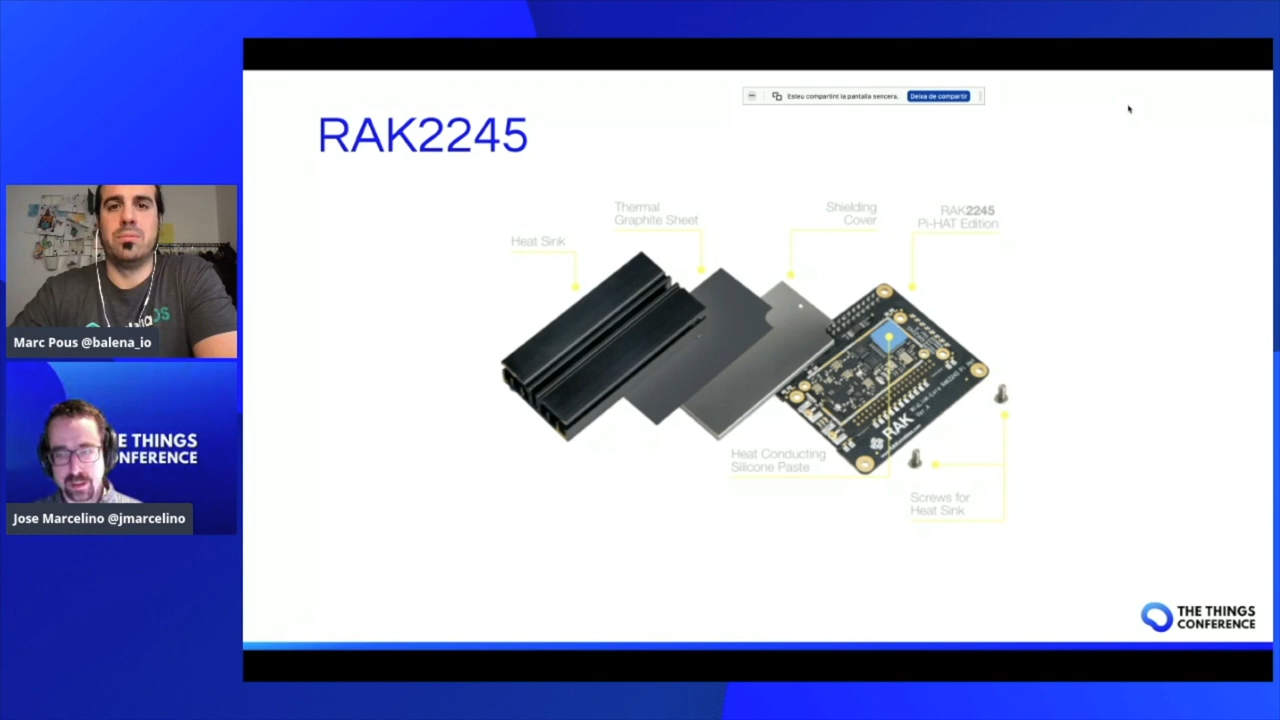 Esteu compartint la pantalla sencera.
Deixa de compartir
RAK2245
Thermal
Graphite Sheet
Shielding
Cover
RAK2245
Pi-HAT Edition
Heat Sink
Heat Conducting
Silicone Paste
Screws for
Heat Sink
RAK
THE THINGS
CONFERENCE
Marc Pous @balena_io
E THINGS
NFERENCE
Jose Marcelino @jmarcelino